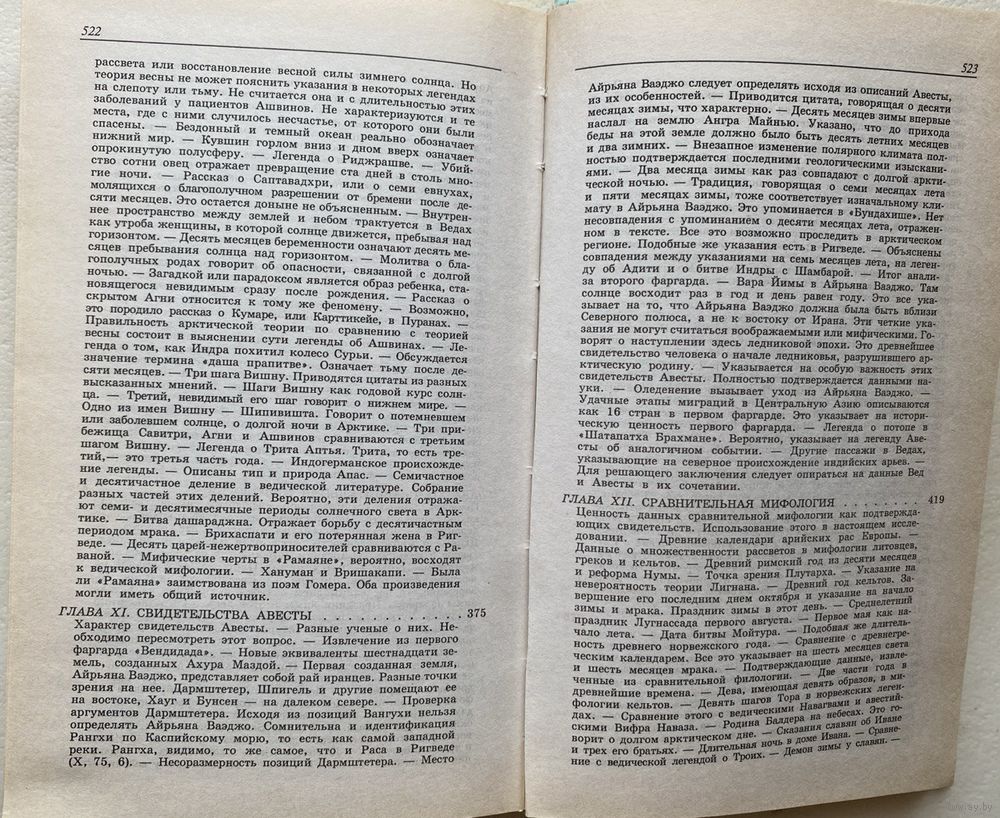 522
рассвета или восстановление весной силы зимнего солнца. Но
теория весны не может пояснить указания в некоторых легендах
на слепоту или тьму. Не считается она и с длительностью этих
заболеваний у пациентов Ашвинов. Не характеризуются и те
места, где с ними случилось несчастье, от которого они были
спасены. — Бездонный и темный океан реально обозначает
нижний мир. — Кувшин горлом вниз и дном вверх означает
опрокинутую полусферу. — Легенда о Риджрашве. — Убий-
ство сотни овец отражает превращение ста дней в столь мно-
гие ночи. — Рассказ о Саптавадхри, или о семи евнухах,
молящихся о благополучном разрешении от бремени после де-
сяти месяцев. Это остается доныне не объясненным. — Внутрен-
нее пространство между землей и небом трактуется в Ведах
как утроба женщины, в которой солнце движется, пребывая над
горизонтом. — Десять месяцев беременности означают десять ме-
сяцев пребывания солнца над горизонтом. — Молитва о бла-
гополучных родах говорит об опасности, связанной с долгой
ночью. — Загадкой или парадоксом является образ ребенка, ста-
новящегося невидимым сразу после рождения. — Рассказ о
скрытом Агни относится к тому же феномену. — Возможно,
это породило рассказ о Кумаре, или Карттикейе, в Пуранах. —
Правильность арктической теории по сравнению с теорией
весны состоит в выяснении сути легенды об Ашвинах. — Ле-
генда о том, как Индра похитил колесо Сурьи. — Обсуждается
значение термина «даша прапитве». Означает тьму после де-
сяти месяцев. — Три шага Вишну. Приводятся цитаты из разных
высказанных мнений. — Шаги Вишну как годовой курс солн-
ца. — Третий, невидимый его шаг говорит о нижнем мире. —
Одно из имен Вишну — Шипивишта. Говорит о потемневшем
или заболевшем солнце, о долгой ночи в Арктике. — Три при-
бежища Савитри, Агни и Ашвинов сравниваются с третьим
шагом Вишну. — Легенда о Трита Аптья. Трита, то есть тре-
тий,— это третья часть года. — Индогерманское происхожде-
ние легенды. — Описаны тип и природа Апас. — Семичастное
и десятичастное деление в ведической литературе. Собрание
разных частей этих делений. Вероятно, эти деления отража-
ют семи- и десятимесячные периоды солнечного света в Арк-
тике. — Битва дашараджна. Отражает борьбу с десятичастным
периодом мрака. — Брихаспати и его потерянная жена в Риг-
веде. — Десять царей-нежертвоприносителей сравниваются с Ра-
ваной. — Мифические черты в «Рамаяне», вероятно, восходят
к ведической мифологии. — Хануман и Вришакапи. — Была
ли «Рамаяна» заимствована из поэм Гомера. Оба произведения
могли иметь общий источник.
ГЛАВА XI. СВИДЕТЕЛЬСТВА АВЕСТЫ . . . . . . . . . . . . . 375
Характер свидетельств Авесты. — Разные ученые о них. Не-
обходимо пересмотреть этот вопрос. — Извлечение из первого
фаргарда «Вендидада». — Новые эквиваленты шестнадцати зе-
мель, созданных Ахура Маздой. — Первая созданная земля,
Айрьяна Ваэджо, представляет собой рай иранцев. Разные точки
зрения на нее. Дармштетер, Шпигель и другие помещают ее
на востоке, Хауг и Бунсен — на далеком севере. — Проверка
аргументов Дармштетера. Исходя из позиций Вангухи нельзя
определять Айрьяна Ваэджо. Сомнительна и идентификация
Рангхи по Каспийскому морю, то есть как самой западной
реки. Рангха, видимо, то же самое, что и Раса в Ригведе
(X, 75, 6). — Несоразмерность позиций Дармштетера. — Место
523
Айрьяна Ваэджо следует определять исходя из описаний Авесты,
из их особенностей. — Приводится цитата, говорящая о десяти
месяцах зимы, что характерно. — Десять месяцев зимы впервые
наслал на землю Ангра Майнью. Указано, что до прихода
беды на этой земле должно было быть десять летних месяцев
и два зимних. — Внезапное изменение полярного климата пол-
ностью подтверждается последними геологическими изыскани-
ями. — Два месяца зимы как раз совпадают с долгой аркти-
ческой ночью. — Традиция, говорящая о семи месяцах лета
и пяти месяцах зимы, тоже соответствует изначальному кли-
мату в Айрьяна Ваэджо. Это упоминается в «Бундахише». Нет
несовпадения с упоминанием о десяти месяцах лета, отражен-
ном в тексте. Все это возможно проследить в арктическом
регионе. Подобные же указания есть в Ригведе. — Объяснены
совпадения между указаниями на семь месяцев лета, на леген-
ду об Адити и о битве Индры с Шамбарой. — Итог анали-
за второго фаргарда. — Вара Йимы в Айрьяна Ваэджо. Там
солнце восходит раз в год и день равен году. Это все ука-
зывает на то, что Айрьяна Ваэджо должна была быть вблизи
Северного полюса, а не к востоку от Ирана. Эти четкие ука-
зания не могут считаться воображаемыми или мифическими. Го-
ворят о наступлении здесь ледниковой эпохи. Это древнейшее
свидетельство человека о начале ледниковья, разрушившего ар-
ктическую родину. — Указывается на особую важность этих
свидетельств Авесты. Полностью подтверждается данными на-
уки. — Оледенение вызывает уход из Айрьяна Ваэджо. —
Удачные этапы миграций в Центральную Азию описываются
как 16 стран в первом фаргарде. Это указывает на истори-
ческую ценность первого фаргарда. — Легенда о потопе в
«Шатапатха Брахмане». Вероятно, указывает на легенду Аве-
сты об аналогичном событии. — Другие пассажи в Ведах,
указывающие на северное происхождение индийских арьев. —
Для решающего заключения следует опираться на данные Вед
и Авесты в их сочетании.
ГЛАВА XII. СРАВНИТЕЛЬНАЯ МИФОЛОГИЯ . . . . . . . . 419
Ценность данных сравнительной мифологии как подтвержда-
ющих свидетельств. Использование этого в настоящем иссле-
довании. — Древние календари арийских рас Европы. —
Данные о множественности рассветов в мифологии литовцев,
греков и кельтов. — Древний римский год из десяти месяцев
и реформа Нумы. — Точка зрения Плутарха. — Указание на
невероятность теории Лигнана. — Древний год кельтов. За-
вершение его последним днем октября и указание на начало
зимы и мрака. Праздник зимы в этот день. — Среднелетний
праздник Лугнассада первого августа. — Первое мая как на-
чало лета. — Дата битвы Мойтура. — Подобная же длитель-
ность древнего норвежского года. — Сравнение с древнегре-
ческим календарем. Все это указывает на шесть месяцев света
и шесть месяцев мрака. — Подтверждающие данные, извле-
ченные из сравнительной филологии. — Две части года в
древнейшие времена. — Дева, имеющая девять образов, в ми-
фологии кельтов. — Девять шагов Тора в норвежских леген-
дах. — Сравнение этого с ведическими Навагвами и авестий-
скими Вифра Наваза. — Родина Балдера на небесах. Это го-
ворит о долгом арктическом дне. — Сказания славян об Иване
и трех его братьях. — Длительная ночь в доме Ивана. — Сравне-
ние с ведической легендой о Троих. — Демон зимы у славян. —